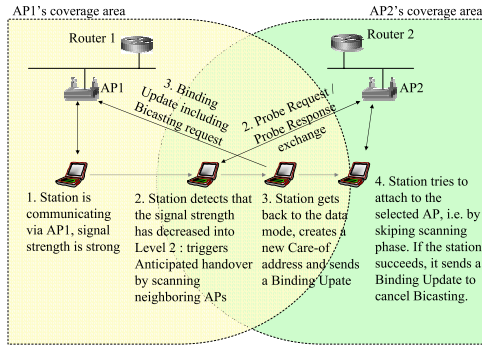 AP1's coverage area
AP2's coverage area
Router 1
Router 2
AP1
AP2
3. Binding
Update including
Bicasting request
2. Probe Request /
Probe Response
exchange
1. Station is
communicating
via AP1, signal
strength is strong
2. Station detects that
the signal strength
has decreased into
Level 2 : triggers
Anticipated handover
by scanning
neighboring APs
3. Station gets
back to the data
mode, creates a
new Care-of
address and sends
a Binding Upate
4. Station tries to
attach to the
selected AP, i.e. by
skiping scanning
phase. If the station
succeeds, it sends a
Binding Update to
cancel Bicasting.